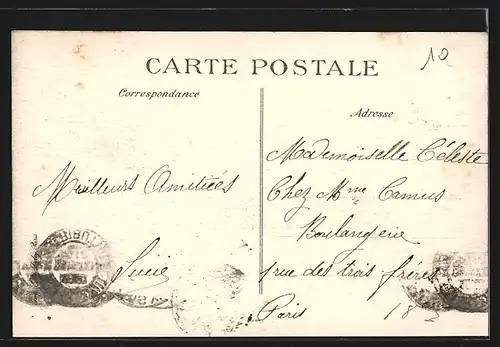 10
CARTE POSTALE
Correspondance
Adresse
Meilleurs Amitiées
Lucie
Mademoiselle Céleste
Chez Mme Camus
Boulangerie
rue des trois frères
Paris 18